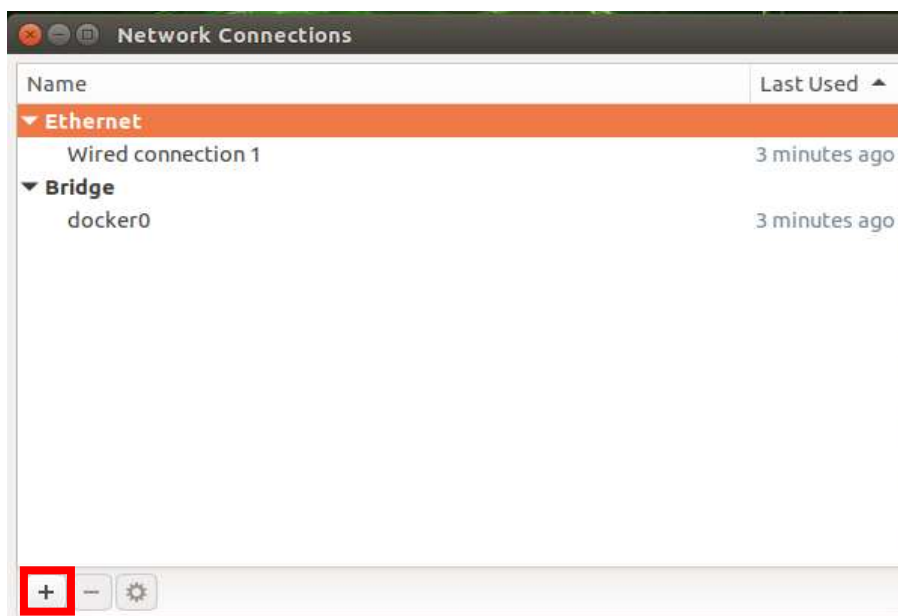 Network Connections
Name Last Used
Ethernet
Wired connection 1 3 minutes ago
Bridge
docker0 3 minutes ago
+ −